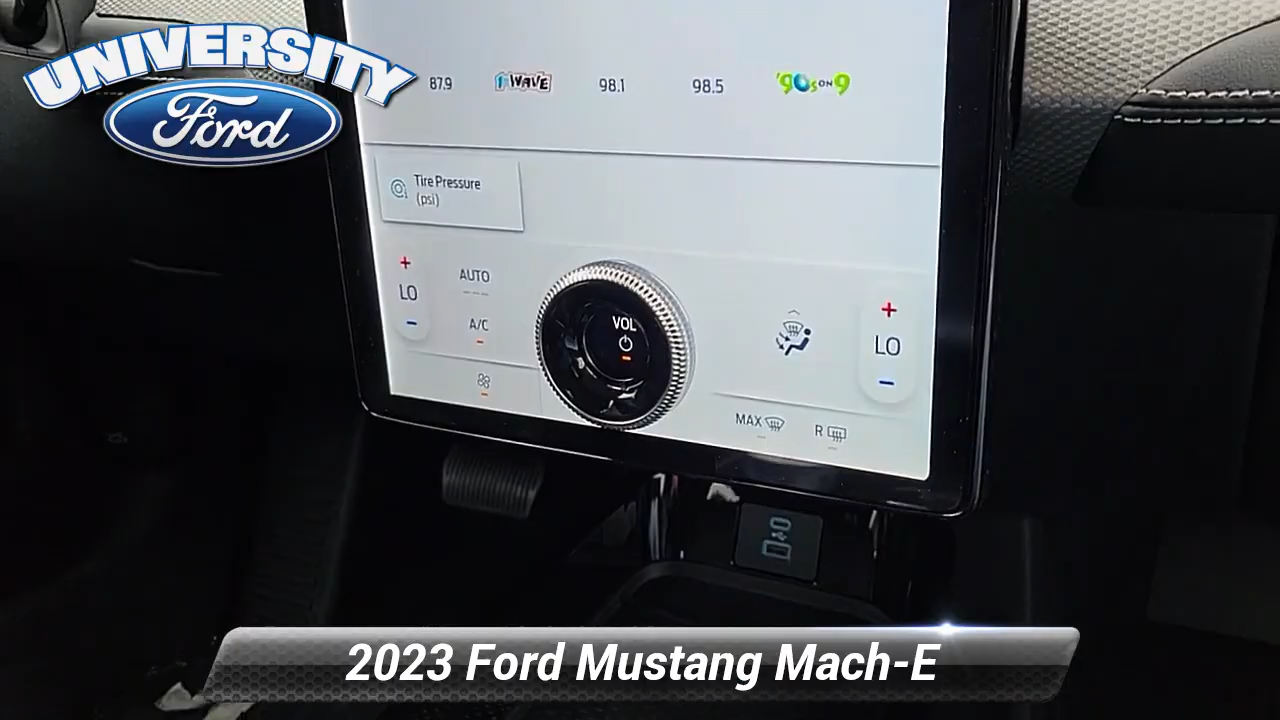 UNIVERSITY
Ford
87.9 1ST WAVE 98.1 98.5 '90s ON 9
Tire Pressure
(psi)
+ AUTO
LO
− A/C
VOL
+
LO
−
MAX R
2023 Ford Mustang Mach-E